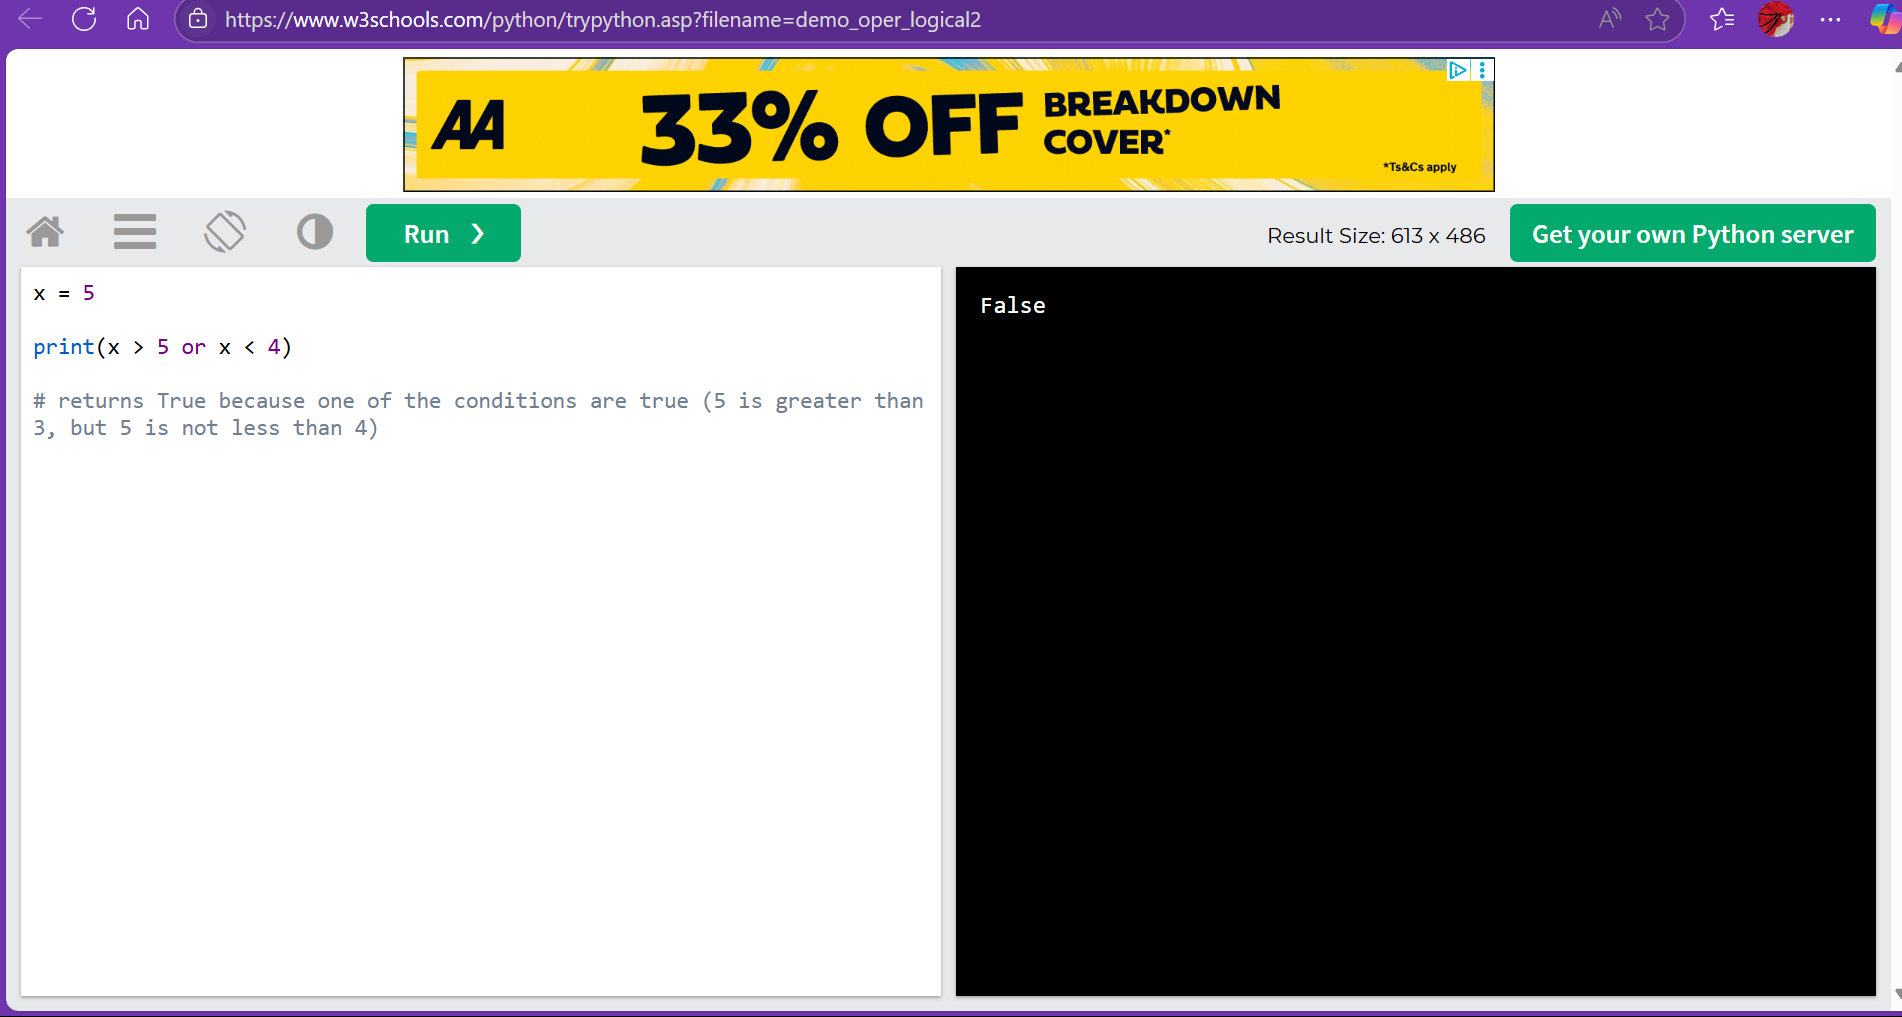 https://www.w3schools.com/python/trypython.asp?filename=demo_oper_logical2
AA
33% OFF
BREAKDOWN
COVER*
*Ts&Cs apply
Run ❯
Result Size: 613 x 486
Get your own Python server
x = 5
print(x > 5 or x < 4)
# returns True because one of the conditions are true (5 is greater than
3, but 5 is not less than 4)
False